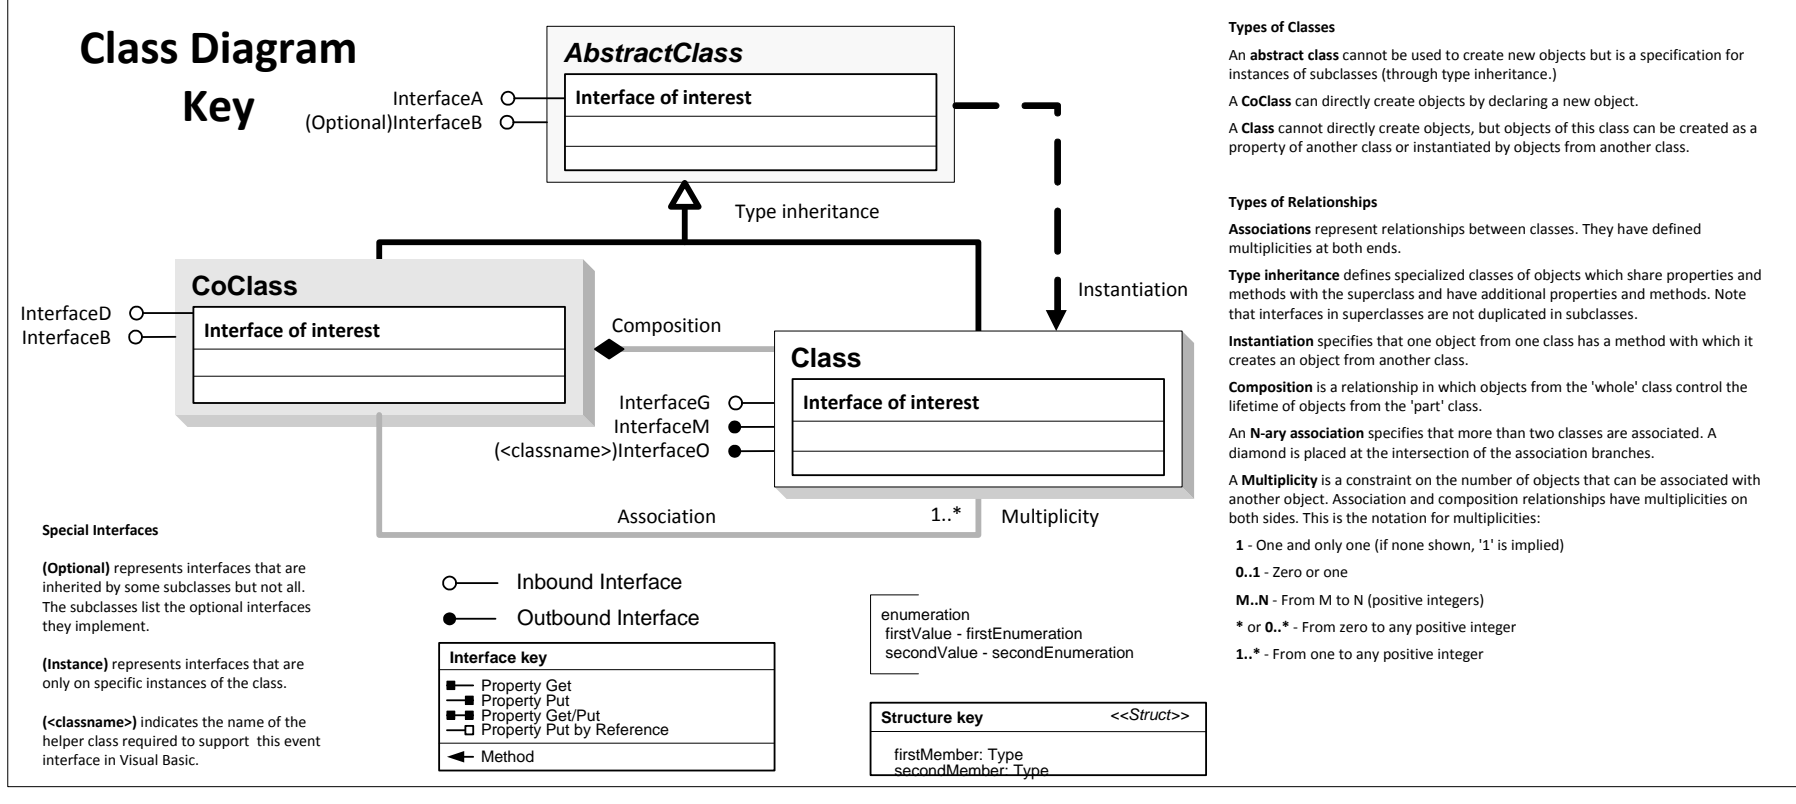 Class Diagram
Key
AbstractClass
Interface of interest
InterfaceA
(Optional)InterfaceB
Type inheritance
Instantiation
CoClass
Interface of interest
InterfaceD
InterfaceB
Composition
Class
Interface of interest
InterfaceG
InterfaceM
(<classname>)InterfaceO
Association
1..*
Multiplicity
Special Interfaces
(Optional) represents interfaces that are
inherited by some subclasses but not all.
The subclasses list the optional interfaces
they implement.
(Instance) represents interfaces that are
only on specific instances of the class.
(<classname>) indicates the name of the
helper class required to support this event
interface in Visual Basic.
Inbound Interface
Outbound Interface
Interface key
Property Get
Property Put
Property Get/Put
Property Put by Reference
Method
enumeration
firstValue - firstEnumeration
secondValue - secondEnumeration
Structure key <<Struct>>
firstMember: Type
secondMember: Type
Types of Classes
An abstract class cannot be used to create new objects but is a specification for
instances of subclasses (through type inheritance.)
A CoClass can directly create objects by declaring a new object.
A Class cannot directly create objects, but objects of this class can be created as a
property of another class or instantiated by objects from another class.
Types of Relationships
Associations represent relationships between classes. They have defined
multiplicities at both ends.
Type inheritance defines specialized classes of objects which share properties and
methods with the superclass and have additional properties and methods. Note
that interfaces in superclasses are not duplicated in subclasses.
Instantiation specifies that one object from one class has a method with which it
creates an object from another class.
Composition is a relationship in which objects from the 'whole' class control the
lifetime of objects from the 'part' class.
An N-ary association specifies that more than two classes are associated. A
diamond is placed at the intersection of the association branches.
A Multiplicity is a constraint on the number of objects that can be associated with
another object. Association and composition relationships have multiplicities on
both sides. This is the notation for multiplicities:
1 - One and only one (if none shown, '1' is implied)
0..1 - Zero or one
M..N - From M to N (positive integers)
* or 0..* - From zero to any positive integer
1..* - From one to any positive integer